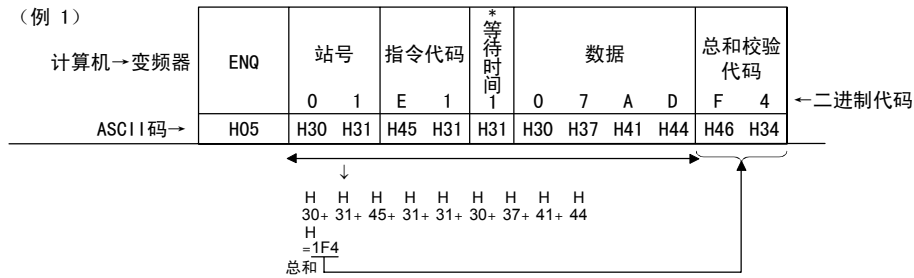 (例 1)
计算机→变频器 ENQ 站号 指令代码 *等待时间 数据 总和校验代码
0 1 E 1 1 0 7 A D F 4 ←二进制代码
ASCII码→ H05 H30 H31 H45 H31 H31 H30 H37 H41 H44 H46 H34
↓
H H H H H H H H H
30+ 31+ 45+ 31+ 31+ 30+ 37+ 41+ 44
H
=1F4
总和